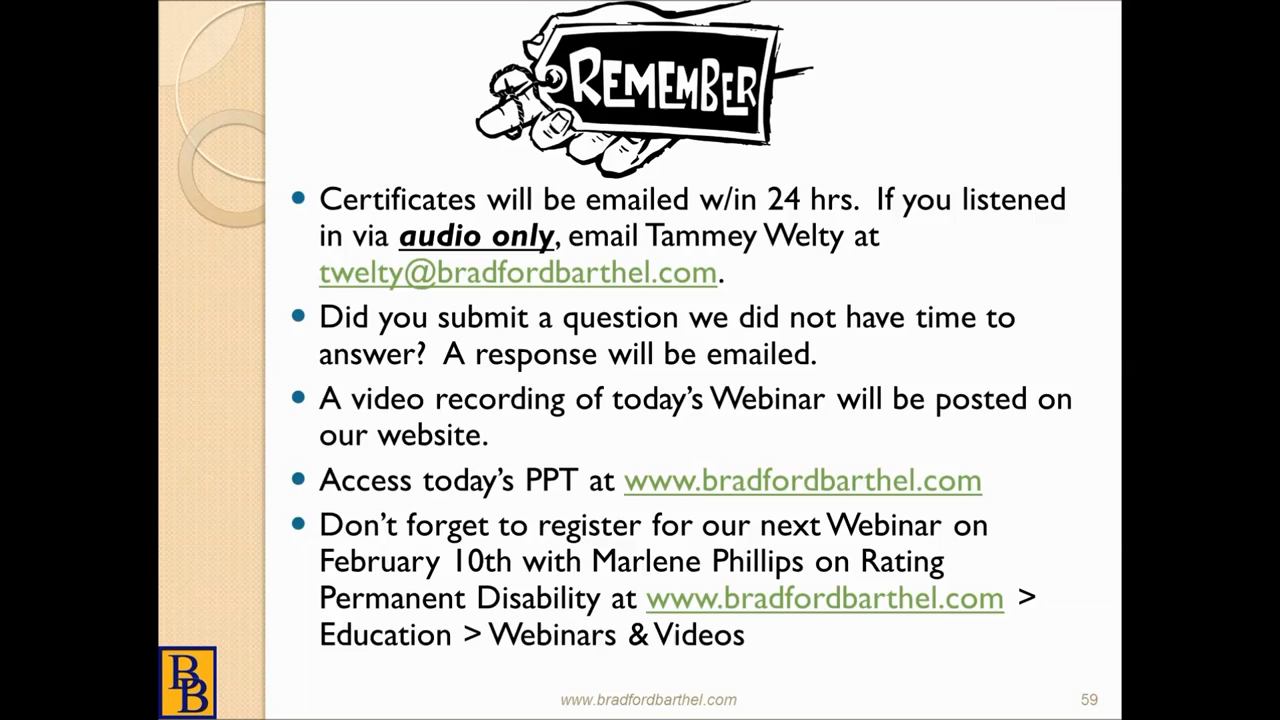 REMEMBER
• Certificates will be emailed w/in 24 hrs.  If you listened
in via audio only, email Tammey Welty at
twelty@bradfordbarthel.com.
• Did you submit a question we did not have time to
answer?  A response will be emailed.
• A video recording of today’s Webinar will be posted on
our website.
• Access today’s PPT at www.bradfordbarthel.com
• Don’t forget to register for our next Webinar on
February 10th with Marlene Phillips on Rating
Permanent Disability at www.bradfordbarthel.com >
Education > Webinars & Videos
BB
www.bradfordbarthel.com
59